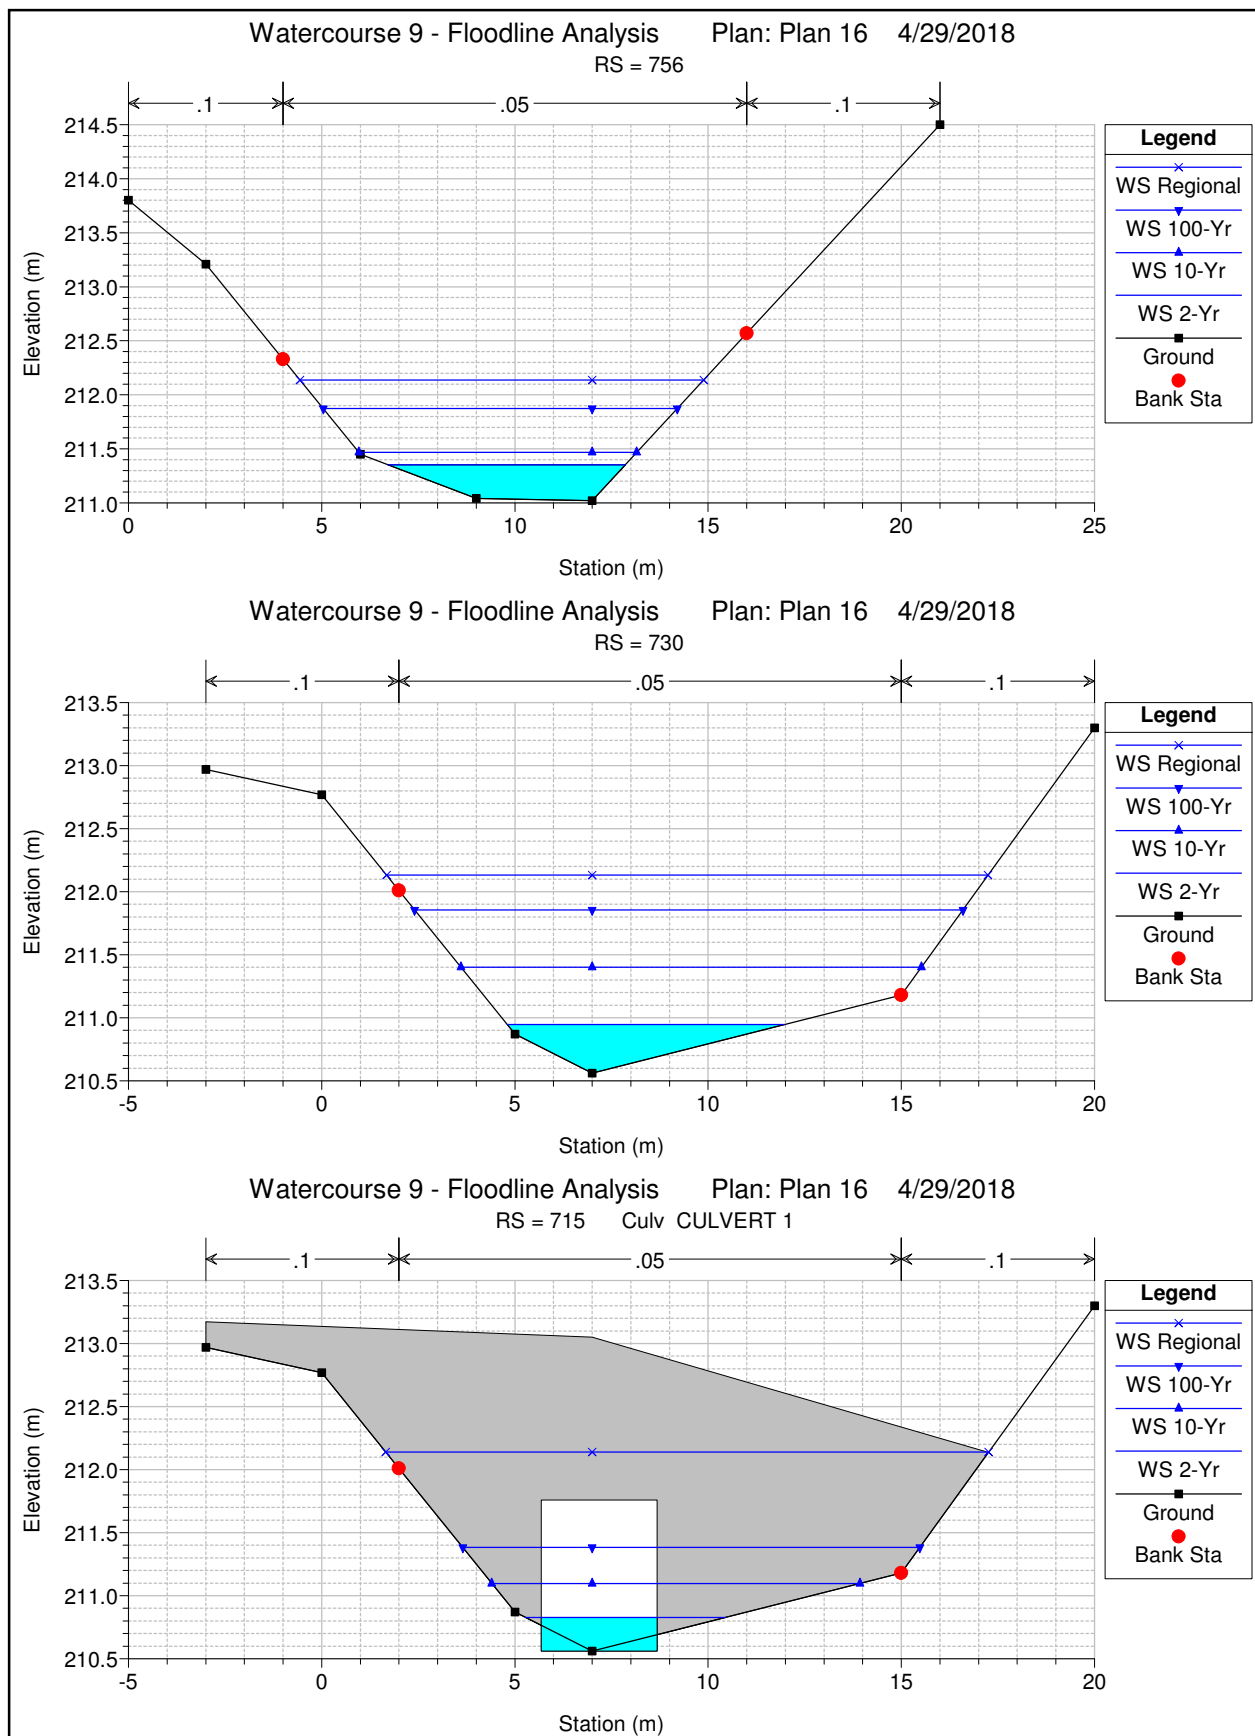 Watercourse 9 - Floodline Analysis Plan: Plan 16 4/29/2018
RS = 756
.1 .05 .1
214.5
214.0
213.5
213.0
212.5
212.0
211.5
211.0
0 5 10 15 20 25
Station (m)
Elevation (m)
Legend
WS Regional
WS 100-Yr
WS 10-Yr
WS 2-Yr
Ground
Bank Sta
Watercourse 9 - Floodline Analysis Plan: Plan 16 4/29/2018
RS = 730
.1 .05 .1
213.5
213.0
212.5
212.0
211.5
211.0
210.5
-5 0 5 10 15 20
Station (m)
Elevation (m)
Legend
WS Regional
WS 100-Yr
WS 10-Yr
WS 2-Yr
Ground
Bank Sta
Watercourse 9 - Floodline Analysis Plan: Plan 16 4/29/2018
RS = 715 Culv CULVERT 1
.1 .05 .1
213.5
213.0
212.5
212.0
211.5
211.0
210.5
-5 0 5 10 15 20
Station (m)
Elevation (m)
Legend
WS Regional
WS 100-Yr
WS 10-Yr
WS 2-Yr
Ground
Bank Sta